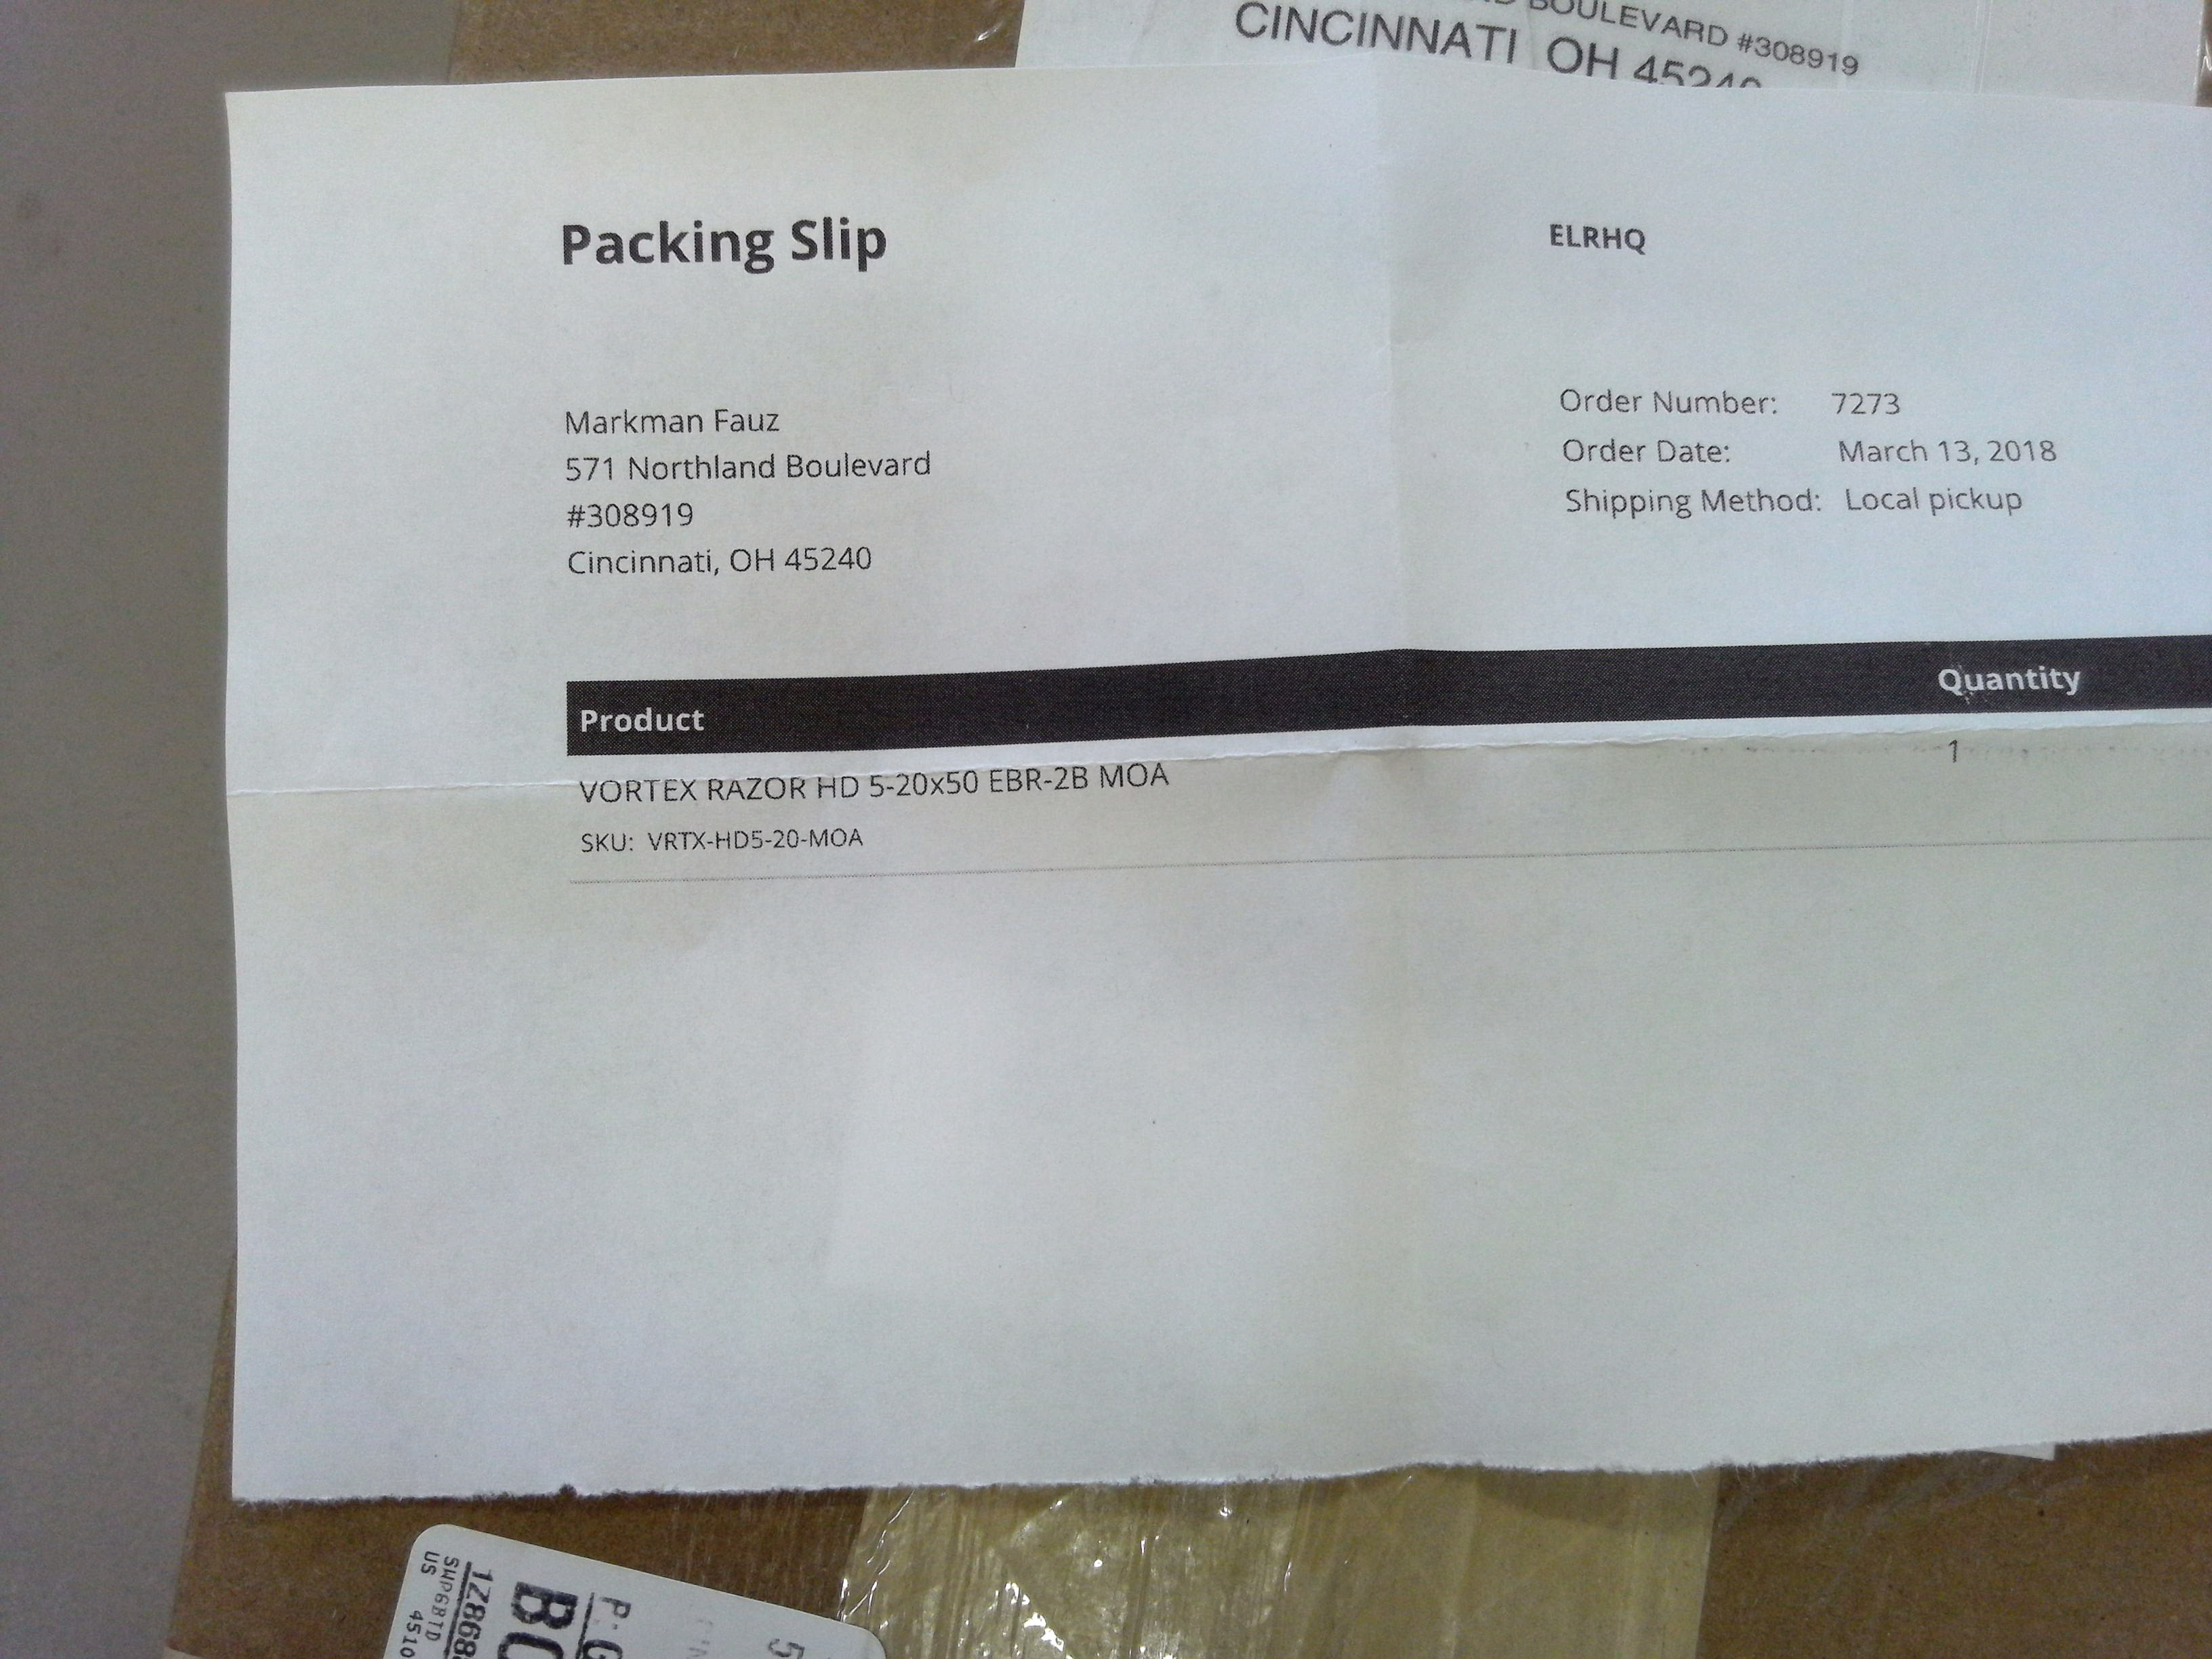 BOULEVARD #308919
CINCINNATI OH 45240
Packing Slip
ELRHQ
Markman Fauz
571 Northland Boulevard
#308919
Cincinnati, OH 45240
Order Number: 7273
Order Date: March 13, 2018
Shipping Method: Local pickup
Product Quantity
VORTEX RAZOR HD 5-20x50 EBR-2B MOA 1
SKU: VRTX-HD5-20-MOA
P:
US